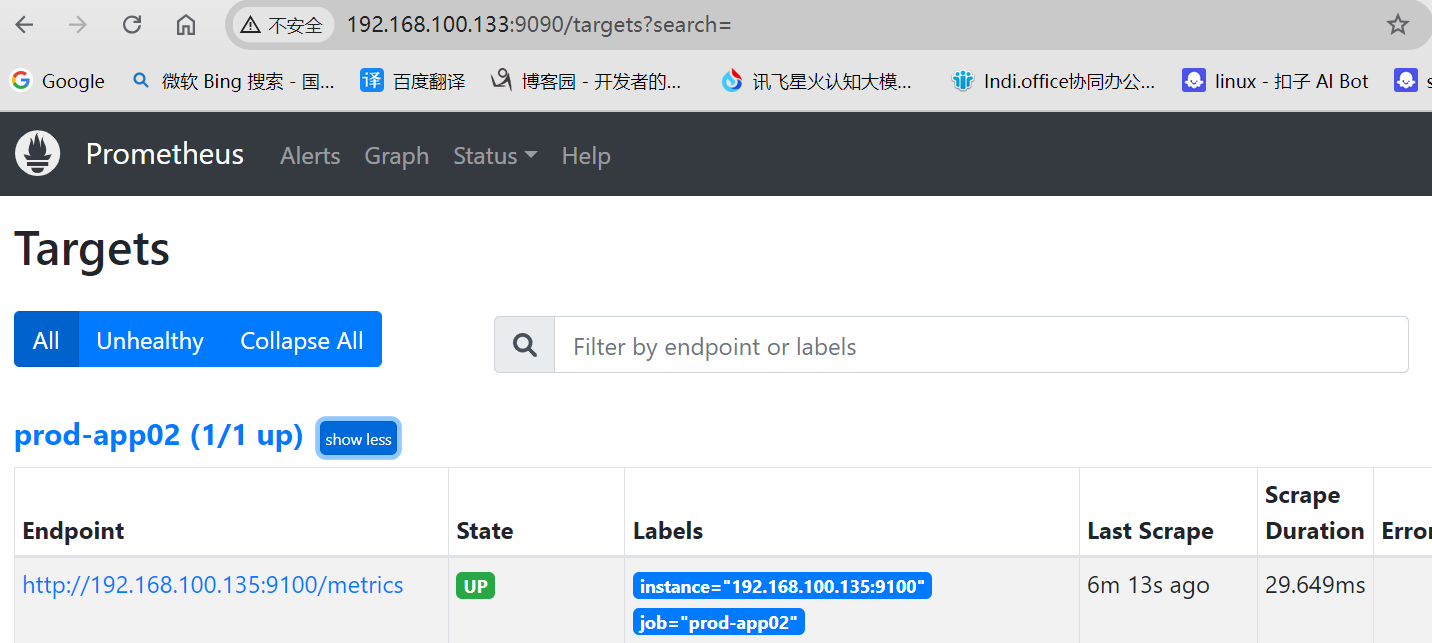 不安全 192.168.100.133:9090/targets?search=
Google 微软 Bing 搜索 - 国... 译 百度翻译 博客园 - 开发者的... 讯飞星火认知大模... Indi.office协同办公... linux - 扣子 AI Bot s
Prometheus Alerts Graph Status Help
Targets
All Unhealthy Collapse All Filter by endpoint or labels
prod-app02 (1/1 up) show less
Endpoint State Labels Last Scrape Scrape Duration Error
http://192.168.100.135:9100/metrics UP instance="192.168.100.135:9100" 6m 13s ago 29.649ms
job="prod-app02"